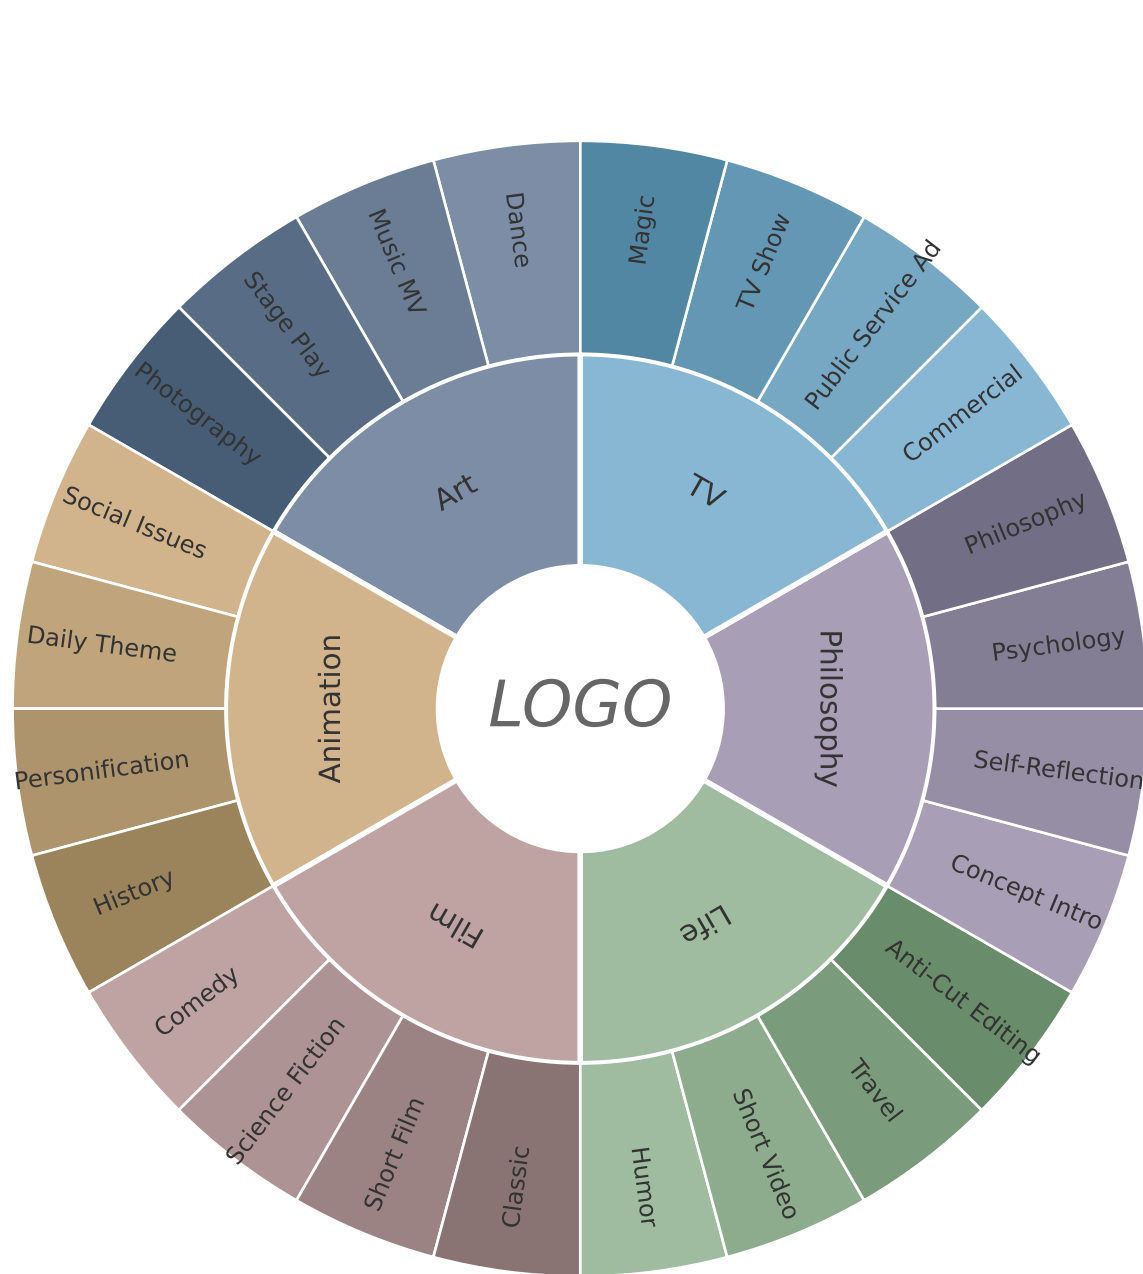 Magic
TV Show
Public Service Ad
Commercial
Philosophy
Psychology
Self-Reflection
Concept Intro
Anti-Cut Editing
Travel
Short Video
Humor
Classic
Short Film
Science Fiction
Comedy
History
Personification
Daily Theme
Social Issues
Photography
Stage Play
Music MV
Dance
TV
Philosophy
Life
Film
Animation
Art
LOGO